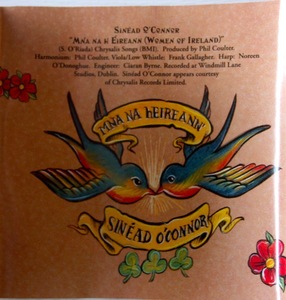 Sinéad O'Connor
"Mná na h Eireann (Women of Ireland)"
(S. O'Riada) Chrysalis Songs (BMI). Produced by Phil Coulter.
Harmonium: Phil Coulter. Viola/Low Whistle: Frank Gallagher. Harp: Noreen
O'Donoghue. Engineer: Ciaran Byrne. Recorded at Windmill Lane
Studios, Dublin. Sinéad O'Connor appears courtesy
of Chrysalis Records Limited.
MNA NA HEIREANN
SINÉAD O'CONNOR